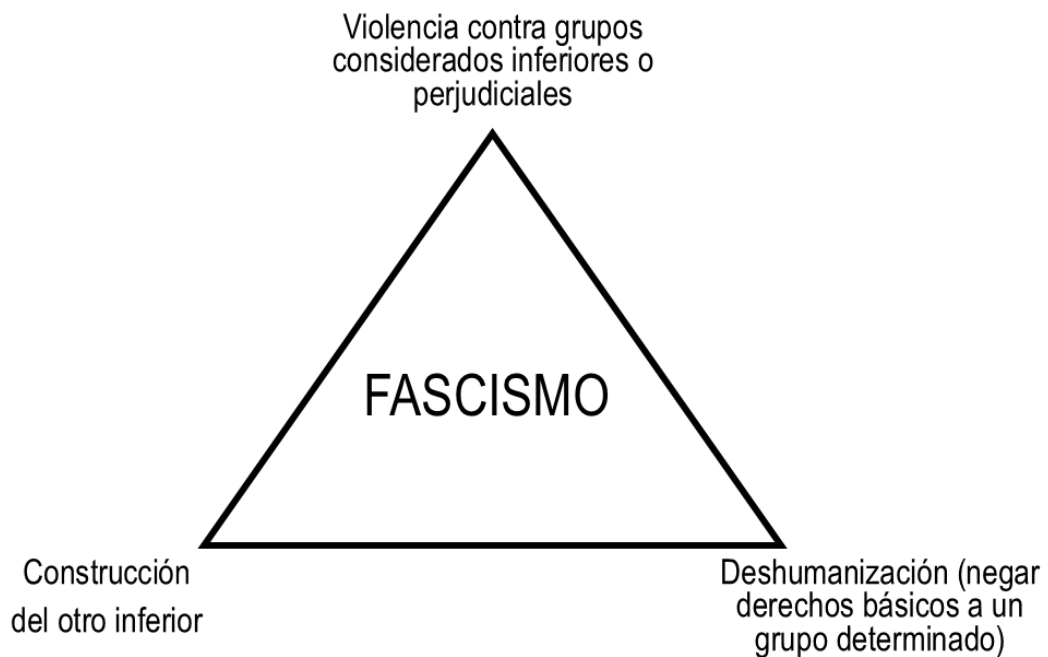 Violencia contra grupos
considerados inferiores o
perjudiciales
FASCISMO
Construcción
del otro inferior
Deshumanización (negar
derechos básicos a un
grupo determinado)